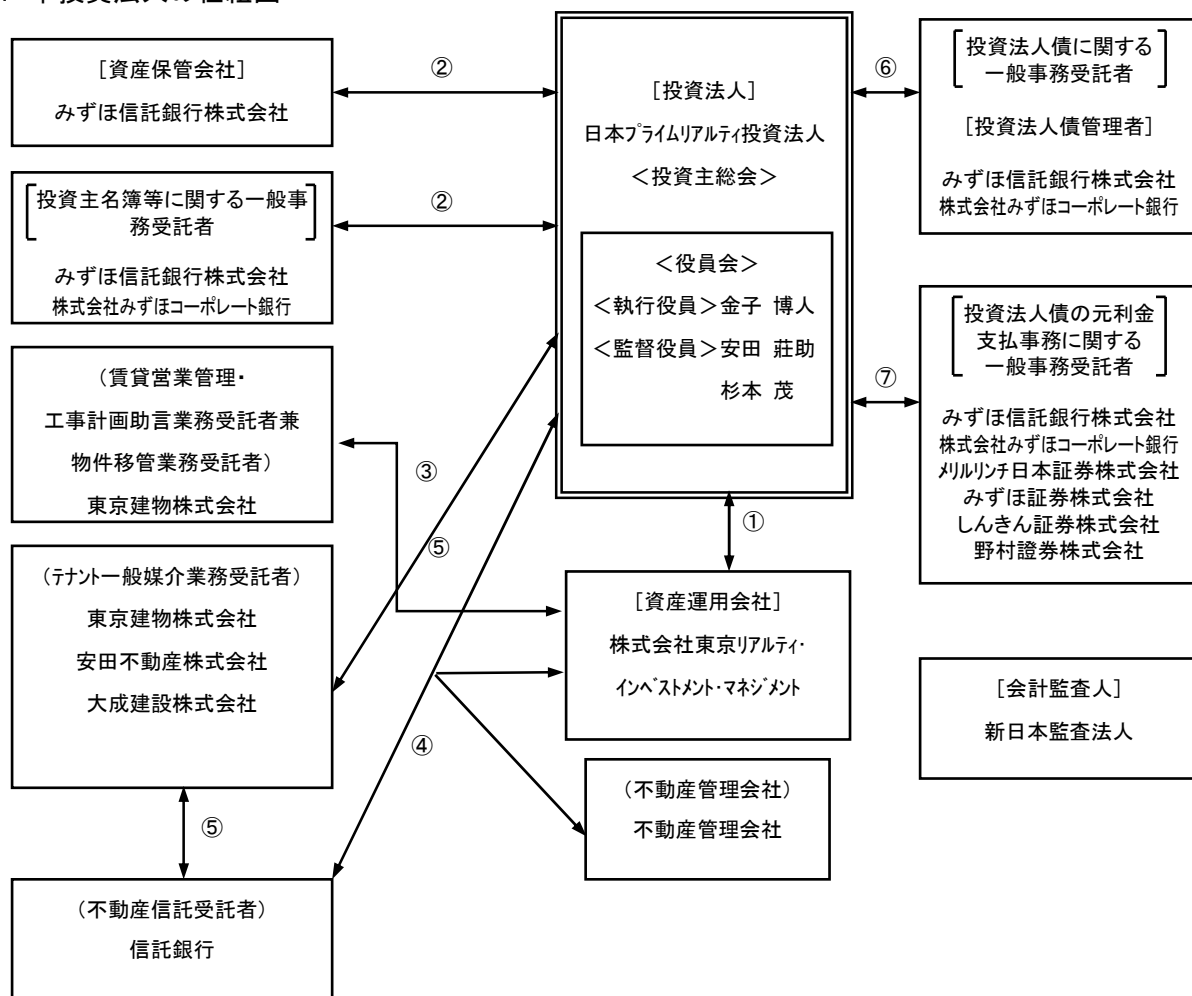 [資産保管会社]
みずほ信託銀行株式会社
②
投資主名簿等に関する一般事
務受託者
みずほ信託銀行株式会社
株式会社みずほコーポレート銀行
②
(賃貸営業管理・
工事計画助言業務受託者兼
物件移管業務受託者)
東京建物株式会社
③
(テナント一般媒介業務受託者)
東京建物株式会社
安田不動産株式会社
大成建設株式会社
⑤
④
⑤
(不動産信託受託者)
信託銀行
[投資法人]
日本プライムリアルティ投資法人
<投資主総会>
<役員会>
<執行役員>金子 博人
<監督役員>安田 莊助
杉本 茂
①
[資産運用会社]
株式会社東京リアルティ・
インベストメント・マネジメント
(不動産管理会社)
不動産管理会社
⑥
投資法人債に関する
一般事務受託者
[投資法人債管理者]
みずほ信託銀行株式会社
株式会社みずほコーポレート銀行
⑦
投資法人債の元利金
支払事務に関する
一般事務受託者
みずほ信託銀行株式会社
株式会社みずほコーポレート銀行
メリルリンチ日本証券株式会社
みずほ証券株式会社
しんきん証券株式会社
野村證券株式会社
[会計監査人]
新日本監査法人